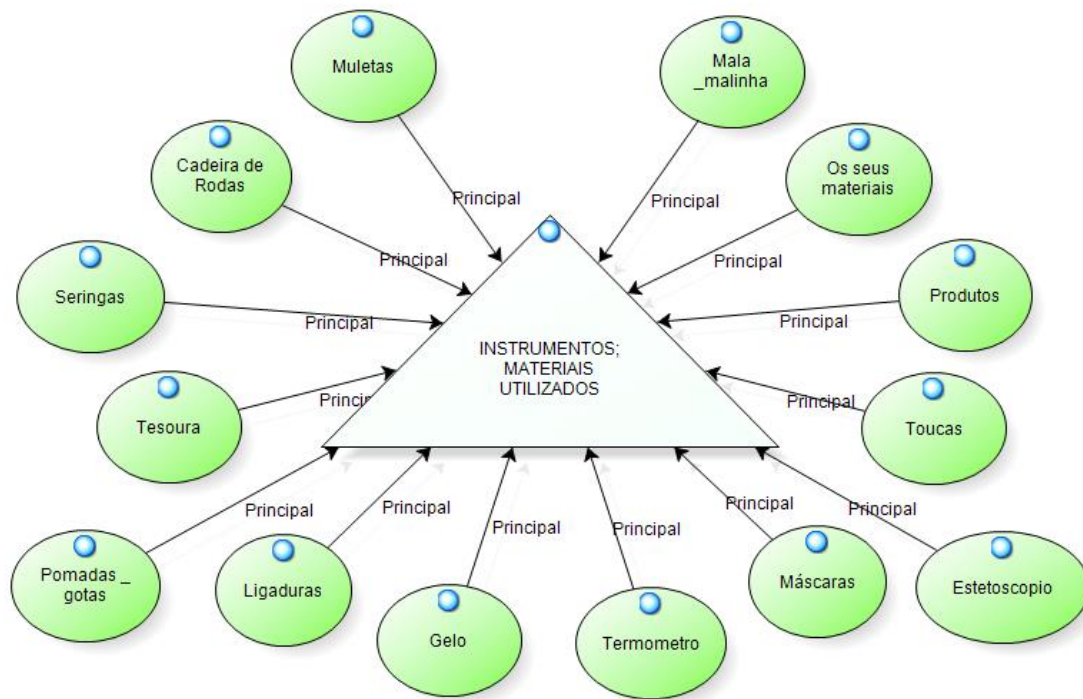 Muletas
Mala
_malinha
Cadeira de
Rodas
Os seus
materiais
Principal
Principal
Principal
Principal
Seringas
Produtos
Principal
Principal
INSTRUMENTOS;
MATERIAIS
UTILIZADOS
Tesoura
Principal
Principal
Toucas
Principal
Principal
Principal
Principal
Principal
Principal
Pomadas _
gotas
Ligaduras
Gelo
Termometro
Máscaras
Estetoscopio